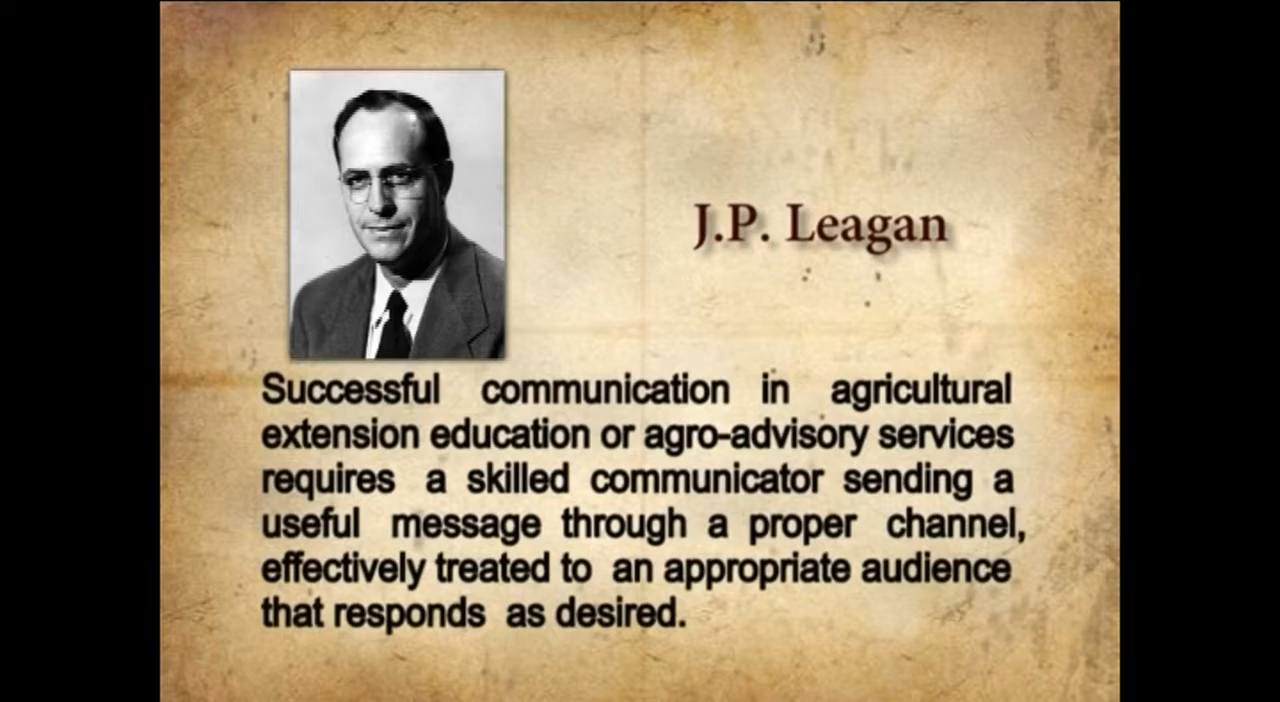 J.P. Leagan
Successful communication in agricultural
extension education or agro-advisory services
requires a skilled communicator sending a
useful message through a proper channel,
effectively treated to an appropriate audience
that responds as desired.